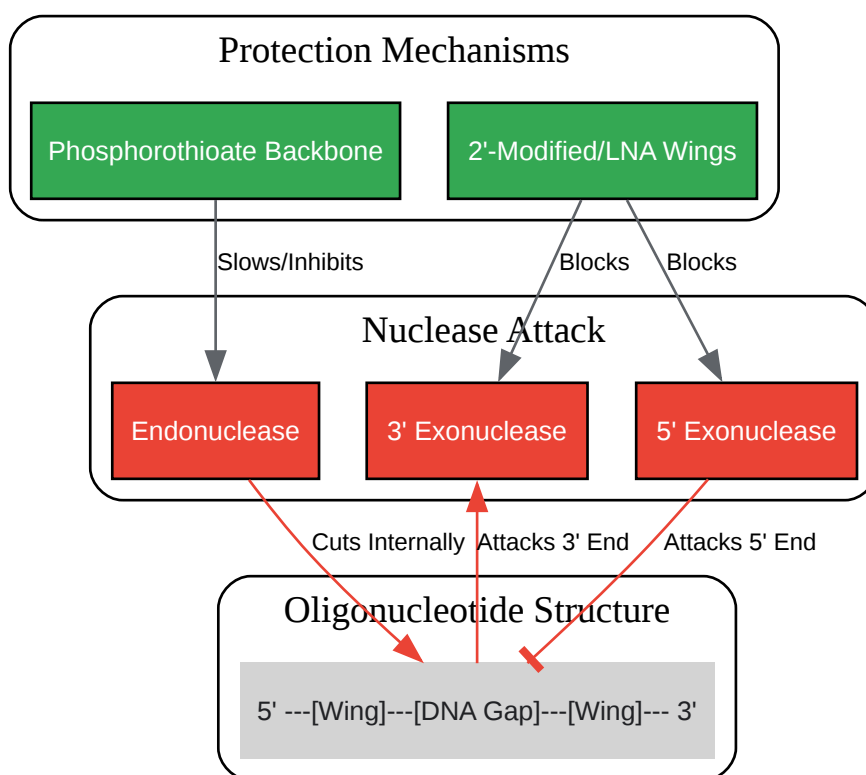 Protection Mechanisms
Phosphorothioate Backbone
2'-Modified/LNA Wings
Slows/Inhibits
Blocks
Blocks
Nuclease Attack
Endonuclease
3' Exonuclease
5' Exonuclease
Cuts Internally
Attacks 3' End
Attacks 5' End
Oligonucleotide Structure
5' ---[Wing]---[DNA Gap]---[Wing]--- 3'